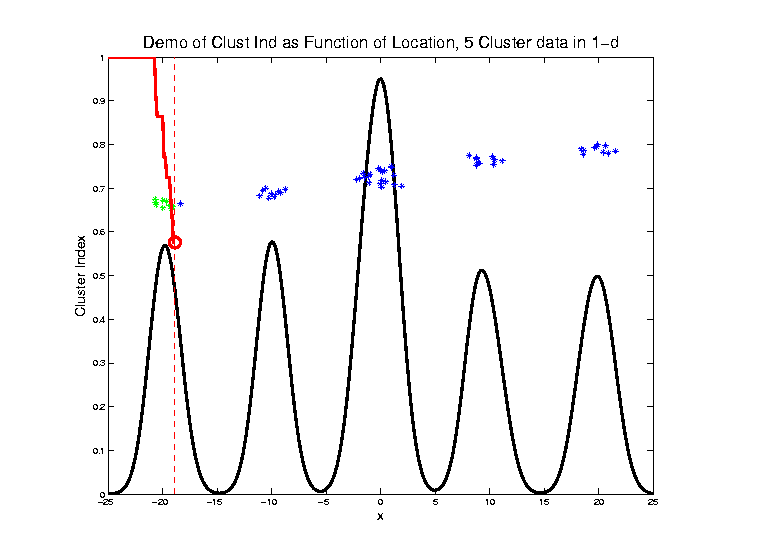 Demo of Clust Ind as Function of Location, 5 Cluster data in 1-d
1
0.9
0.8
0.7
0.6
0.5
0.4
0.3
0.2
0.1
0
Cluster Index
-25 -20 -15 -10 -5 0 5 10 15 20 25
x